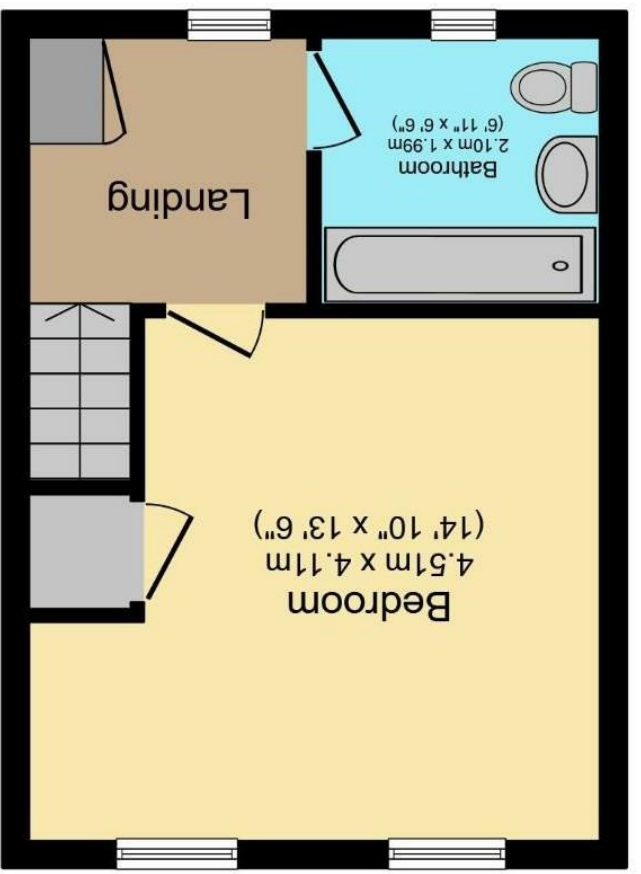 Bedroom
4.51m x 4.11m
(14' 10" x 13' 6")
Bathroom
2.10m x 1.99m
(6' 11" x 6' 6")
Landing